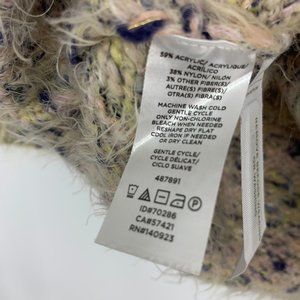 59% ACRYLIC/ ACRYLIQUE/
ACRÍLICO
38% NYLON/ NILÓN
3% OTHER FIBER(S)/
AUTRE(S) FIBRE(S)/
OTRA(S) FIBRA(S)
MACHINE WASH COLD
GENTLE CYCLE
ONLY NON-CHLORINE
BLEACH WHEN NEEDED
RESHAPE DRY FLAT
COOL IRON IF NEEDED
OR DRY CLEAN
GENTLE CYCLE/
CYCLE DÉLICAT/
CICLO SUAVE
487891
ID#70286
CA#57421
RN#140923